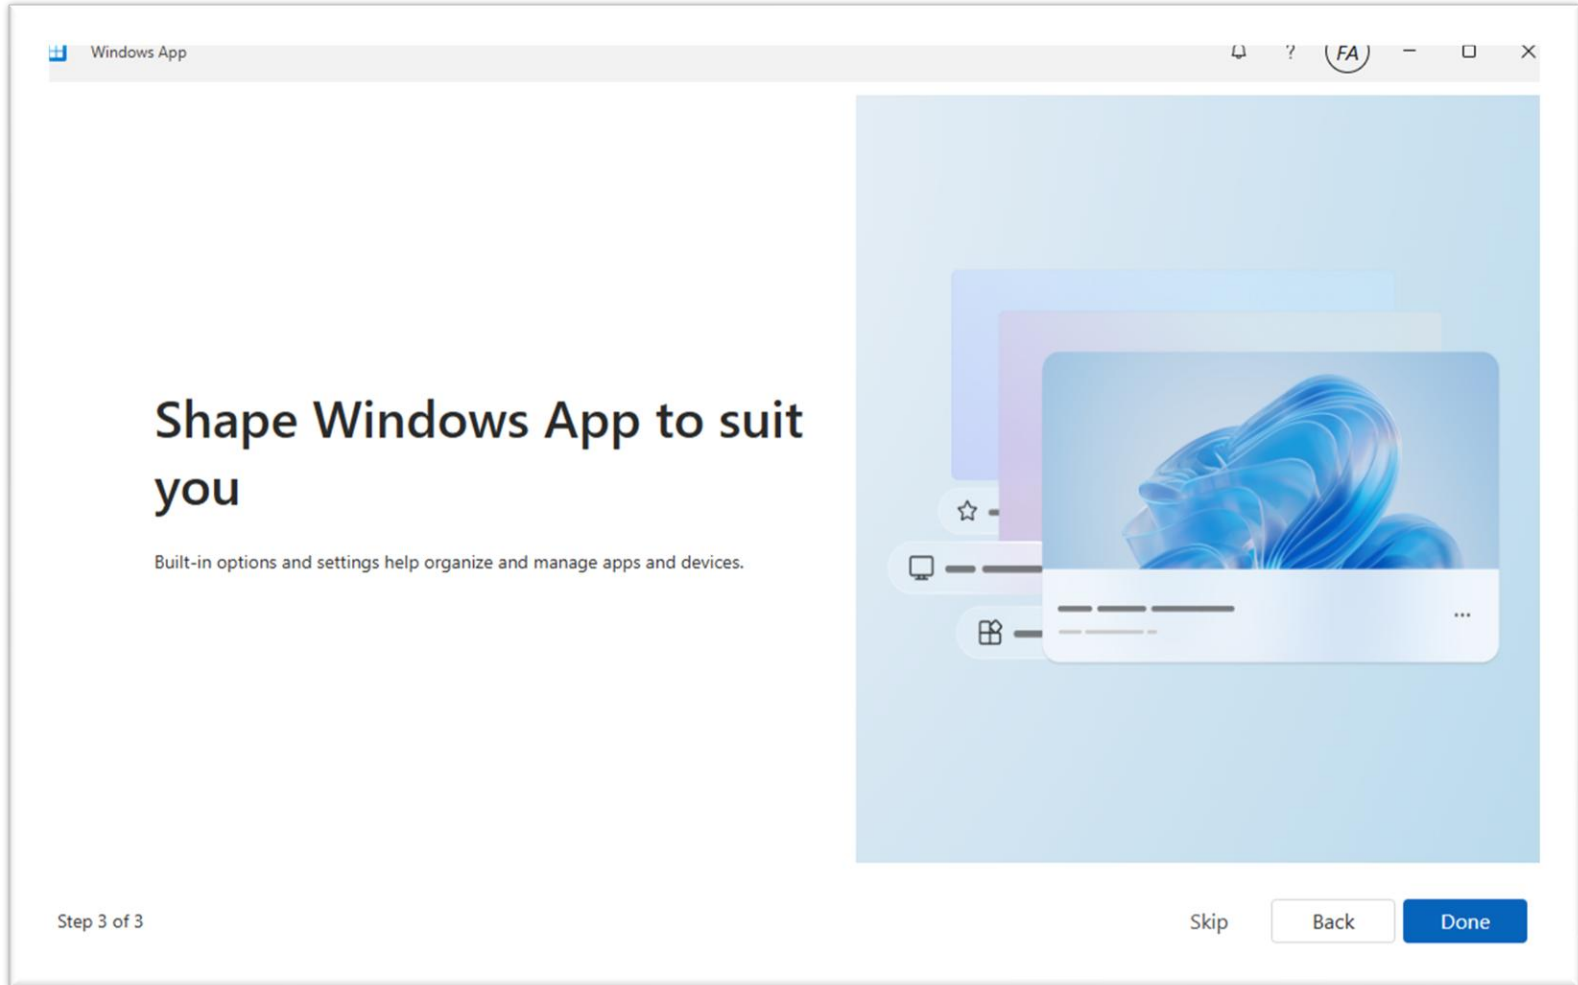 Windows App
?
FA
Shape Windows App to suit
you
Built-in options and settings help organize and manage apps and devices.
Step 3 of 3
Skip
Back
Done